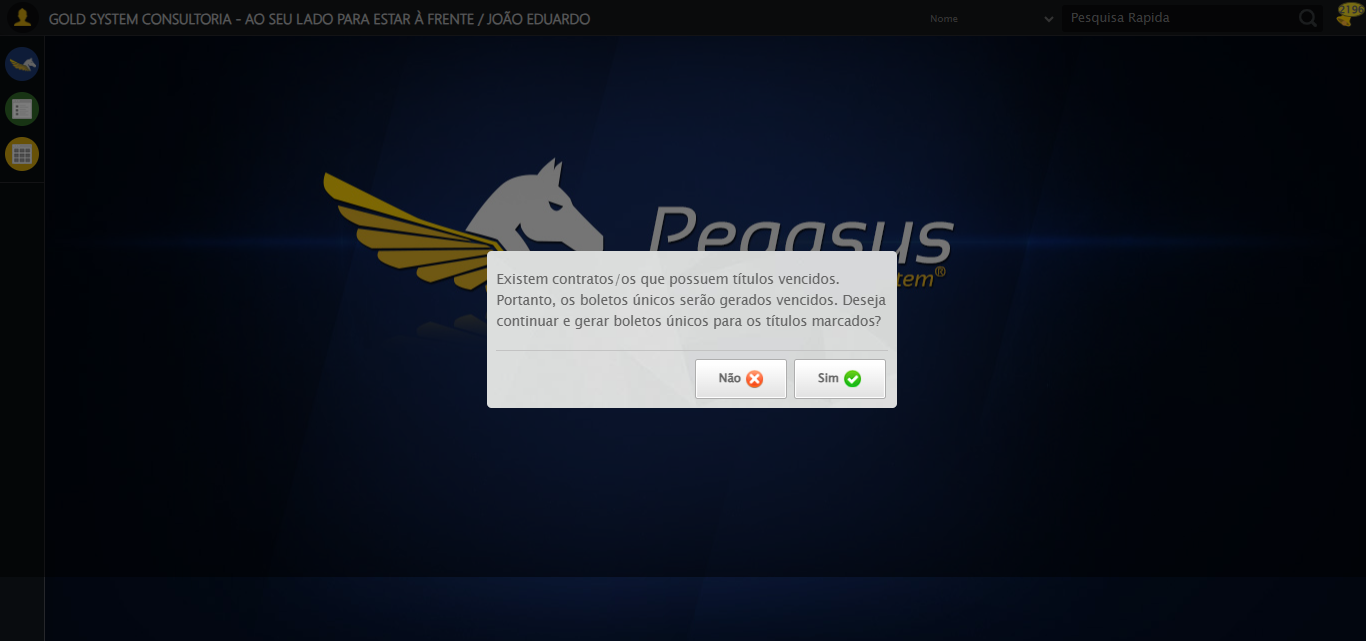 GOLD SYSTEM CONSULTORIA - AO SEU LADO PARA ESTAR À FRENTE / JOÃO EDUARDO
Nome
Pesquisa Rapida
2196
Pegasus
tem®
Existem contratos/os que possuem títulos vencidos.
Portanto, os boletos únicos serão gerados vencidos. Deseja
continuar e gerar boletos únicos para os títulos marcados?
Não
Sim